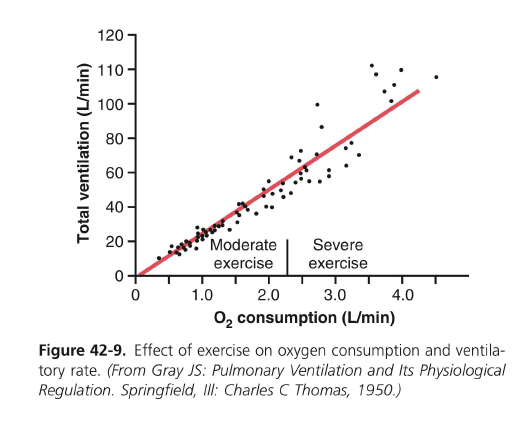 120
110
100
80
60
40
20
0
Total ventilation (L/min)
Moderate
exercise
Severe
exercise
0
1.0
2.0
3.0
4.0
O2 consumption (L/min)
Figure 42-9. Effect of exercise on oxygen consumption and ventila-
tory rate. (From Gray JS: Pulmonary Ventilation and Its Physiological
Regulation. Springfield, Ill: Charles C Thomas, 1950.)